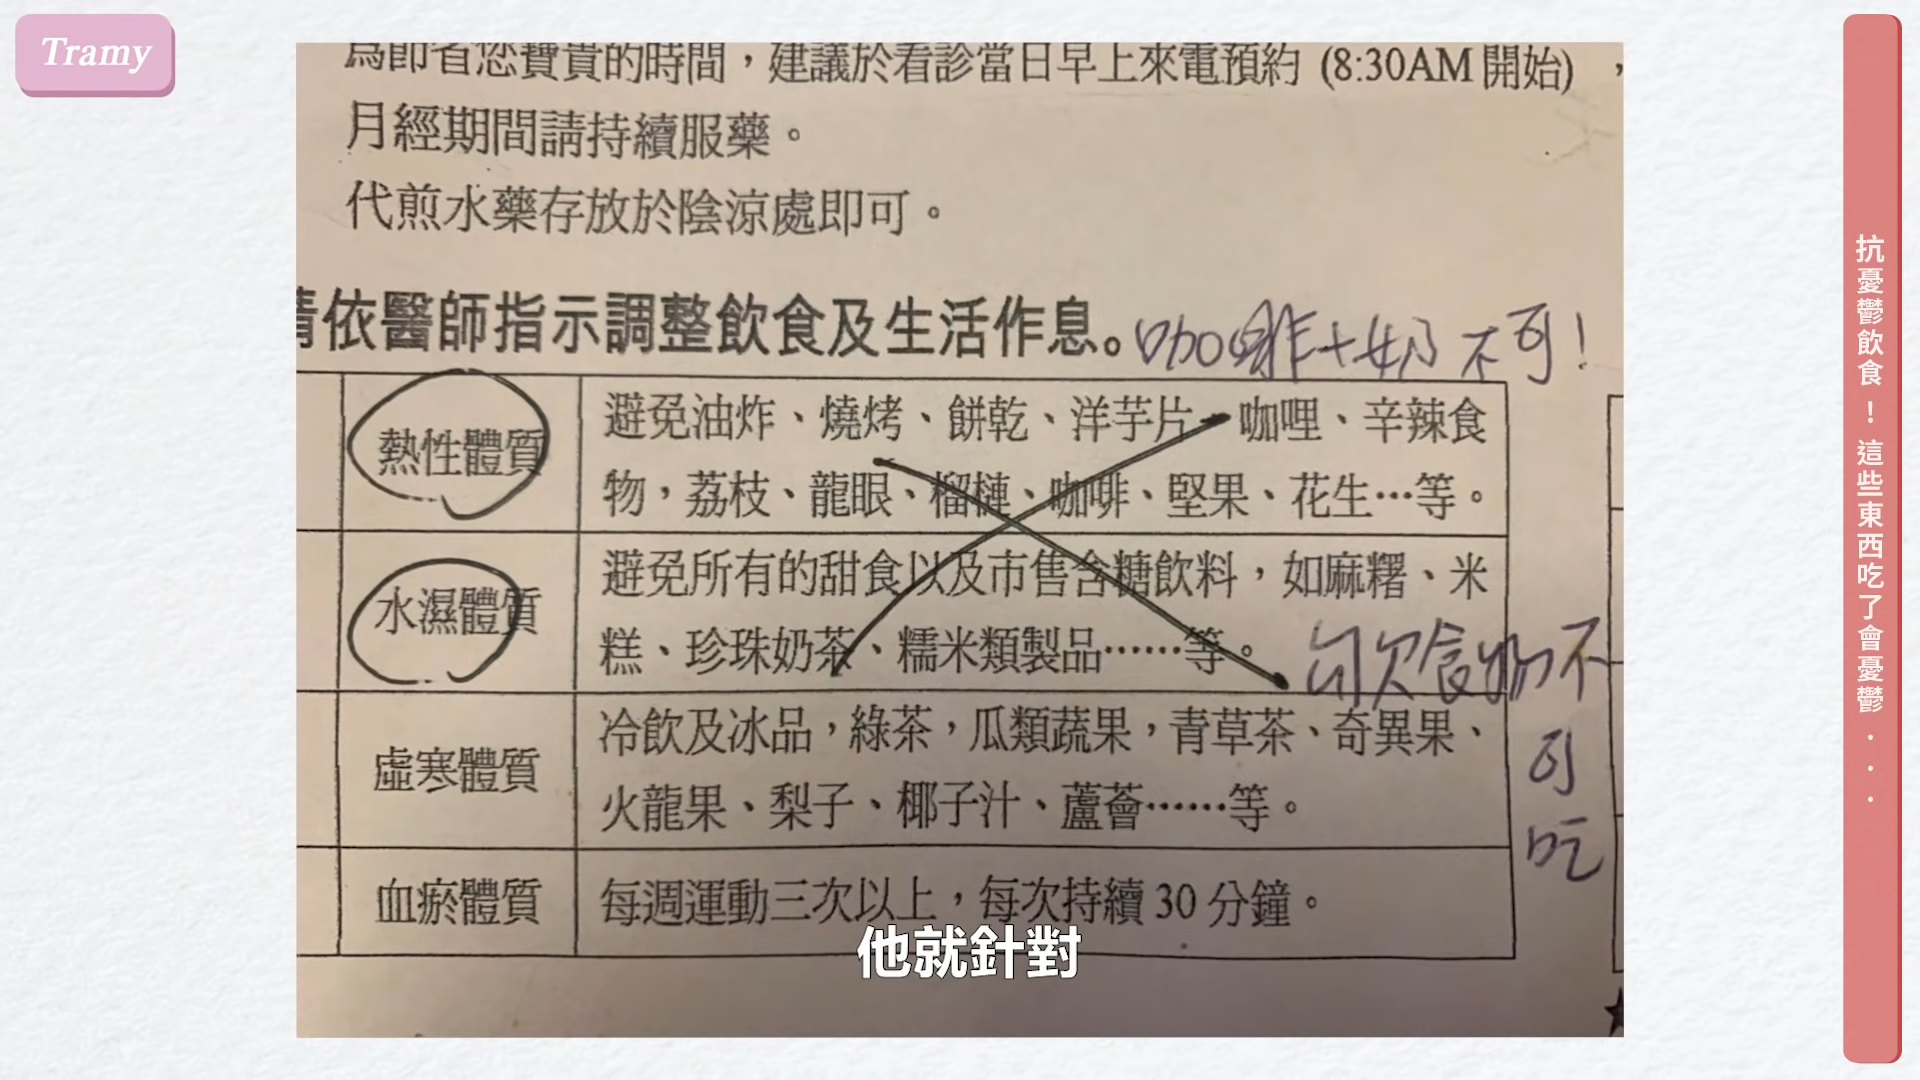 Tramy
為節省您寶貴的時間，建議於看診當日早上來電預約 (8:30AM 開始)，
月經期間請持續服藥。
代煎水藥存放於陰涼處即可。
請依醫師指示調整飲食及生活作息。
咖啡+奶 不可!
熱性體質
避免油炸、燒烤、餅乾、洋芋片、咖哩、辛辣食
物，荔枝、龍眼、榴槤、咖啡、堅果、花生…等。
水濕體質
避免所有的甜食以及市售含糖飲料，如麻糬、米
糕、珍珠奶茶、糯米類製品……等。
食物不
可
吃
虛寒體質
冷飲及冰品，綠茶，瓜類蔬果，青草茶、奇異果、
火龍果、梨子、椰子汁、蘆薈……等。
血瘀體質
每週運動三次以上，每次持續 30 分鐘。
他就針對
抗憂鬱飲食！這些東西吃了會憂鬱...